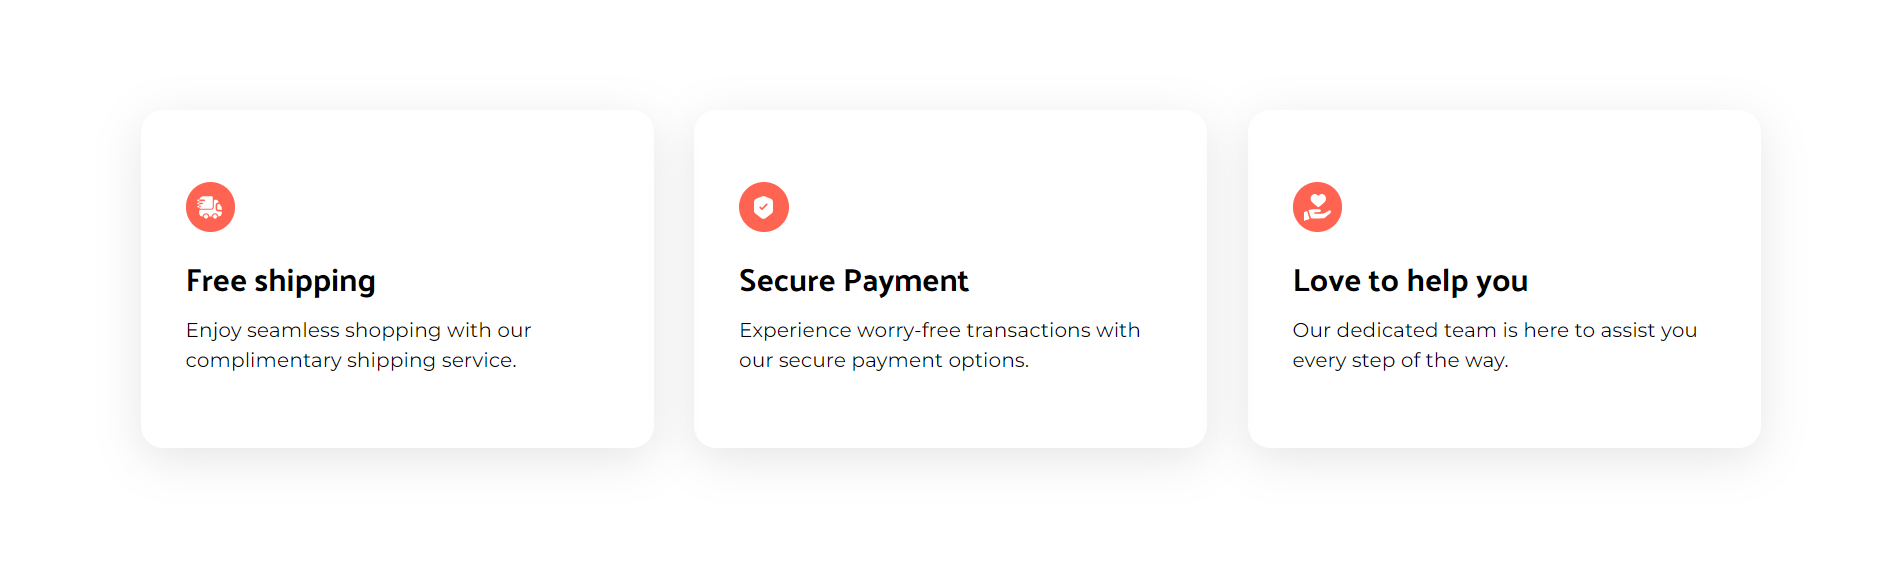 Free shipping
Enjoy seamless shopping with our
complimentary shipping service.
Secure Payment
Experience worry-free transactions with
our secure payment options.
Love to help you
Our dedicated team is here to assist you
every step of the way.